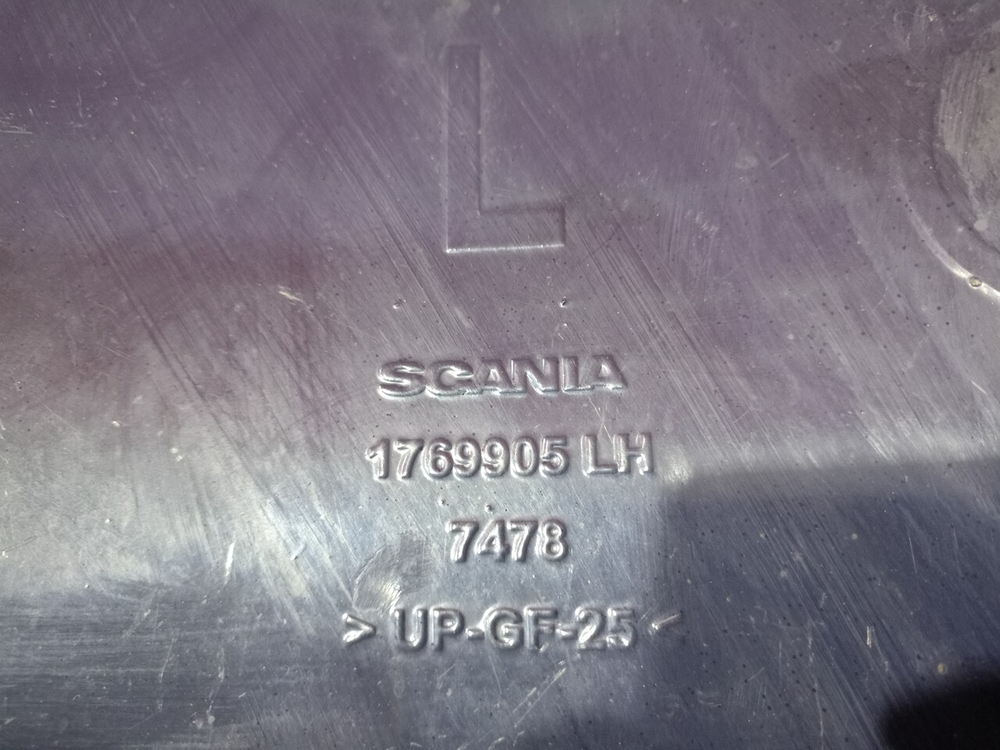 L
SCANIA
1769905 LH
7478
> UP-GF-25 <